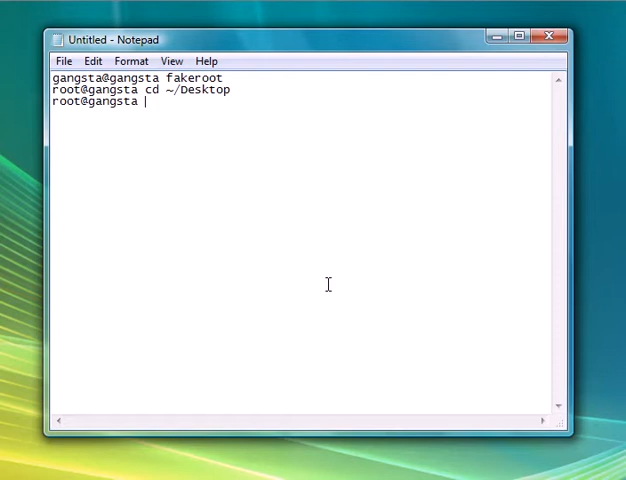 Untitled - Notepad
File Edit Format View Help
gangsta@gangsta fakeroot
root@gangsta cd ~/Desktop
root@gangsta